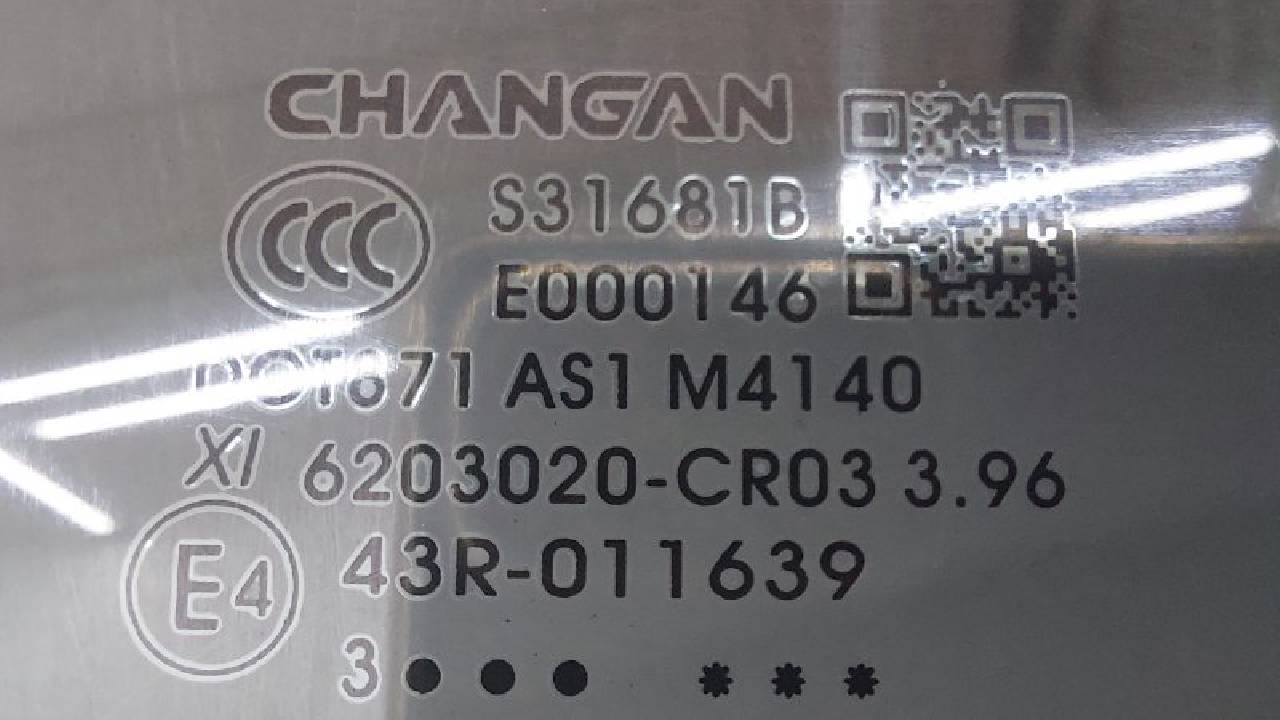 CHANGAN
CCC S31681B
E000146
DOT671 AS1 M4140
XI 6203020-CR03 3.96
E4 43R-011639
3 ● ● ● * * *